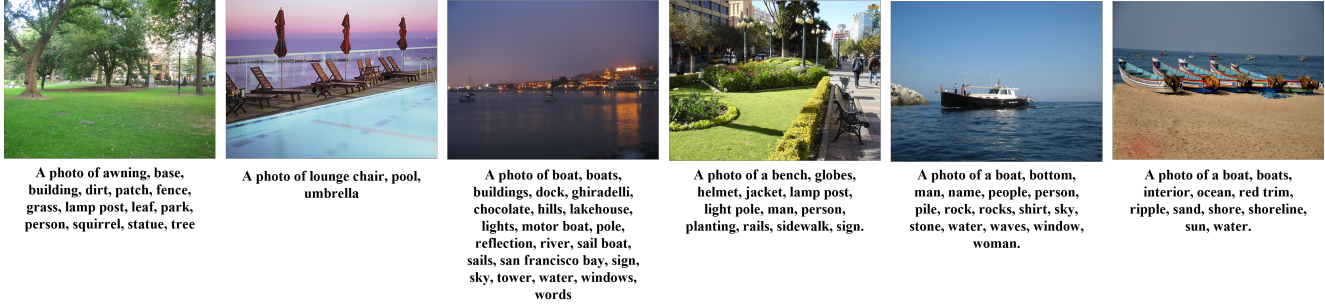 A photo of awning, base,
building, dirt, patch, fence,
grass, lamp post, leaf, park,
person, squirrel, statue, tree
A photo of lounge chair, pool,
umbrella
A photo of boat, boats,
buildings, dock, ghiradelli,
chocolate, hills, lakehouse,
lights, motor boat, pole,
reflection, river, sail boat,
sails, san francisco bay, sign,
sky, tower, water, windows,
words
A photo of a bench, globes,
helmet, jacket, lamp post,
light pole, man, person,
planting, rails, sidewalk, sign.
A photo of a boat, bottom,
man, name, people, person,
pile, rock, rocks, shirt, sky,
stone, water, waves, window,
woman.
A photo of a boat, boats,
interior, ocean, red trim,
ripple, sand, shore, shoreline,
sun, water.